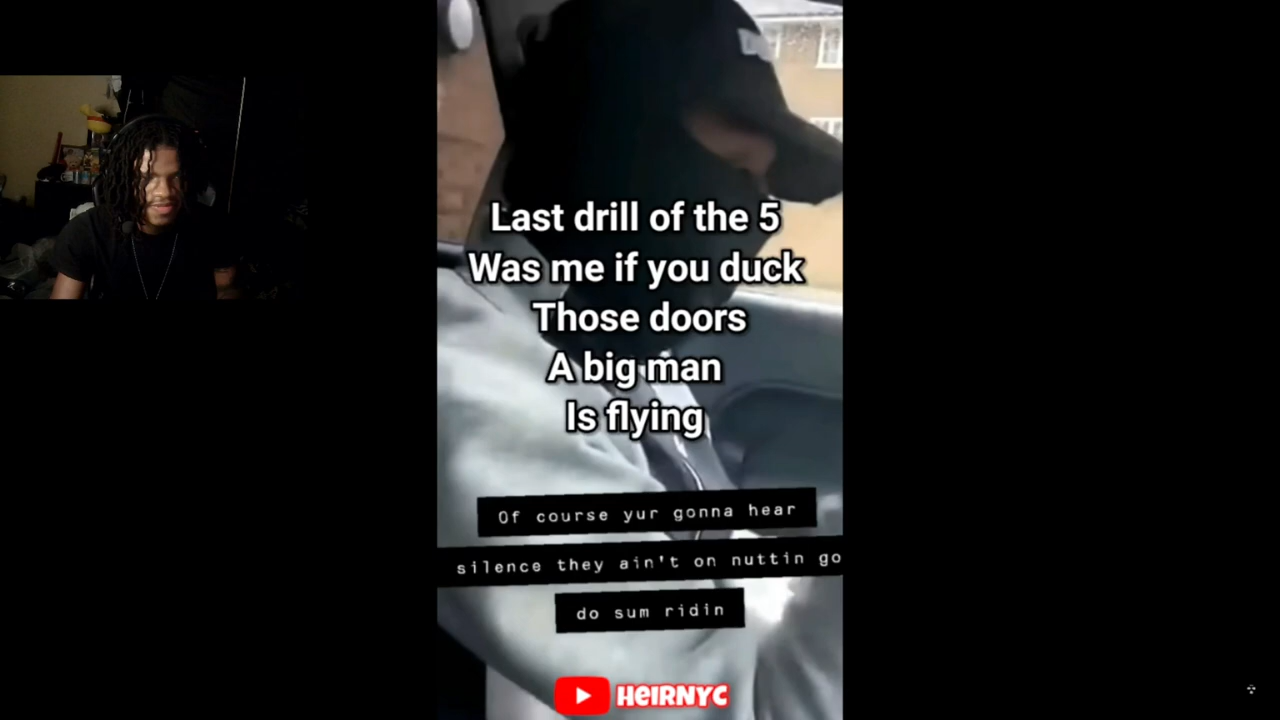 Last drill of the 5
Was me if you duck
Those doors
A big man
Is flying
Of course yur gonna hear
silence they ain't on nuttin go
do sum ridin
HEIRNYC